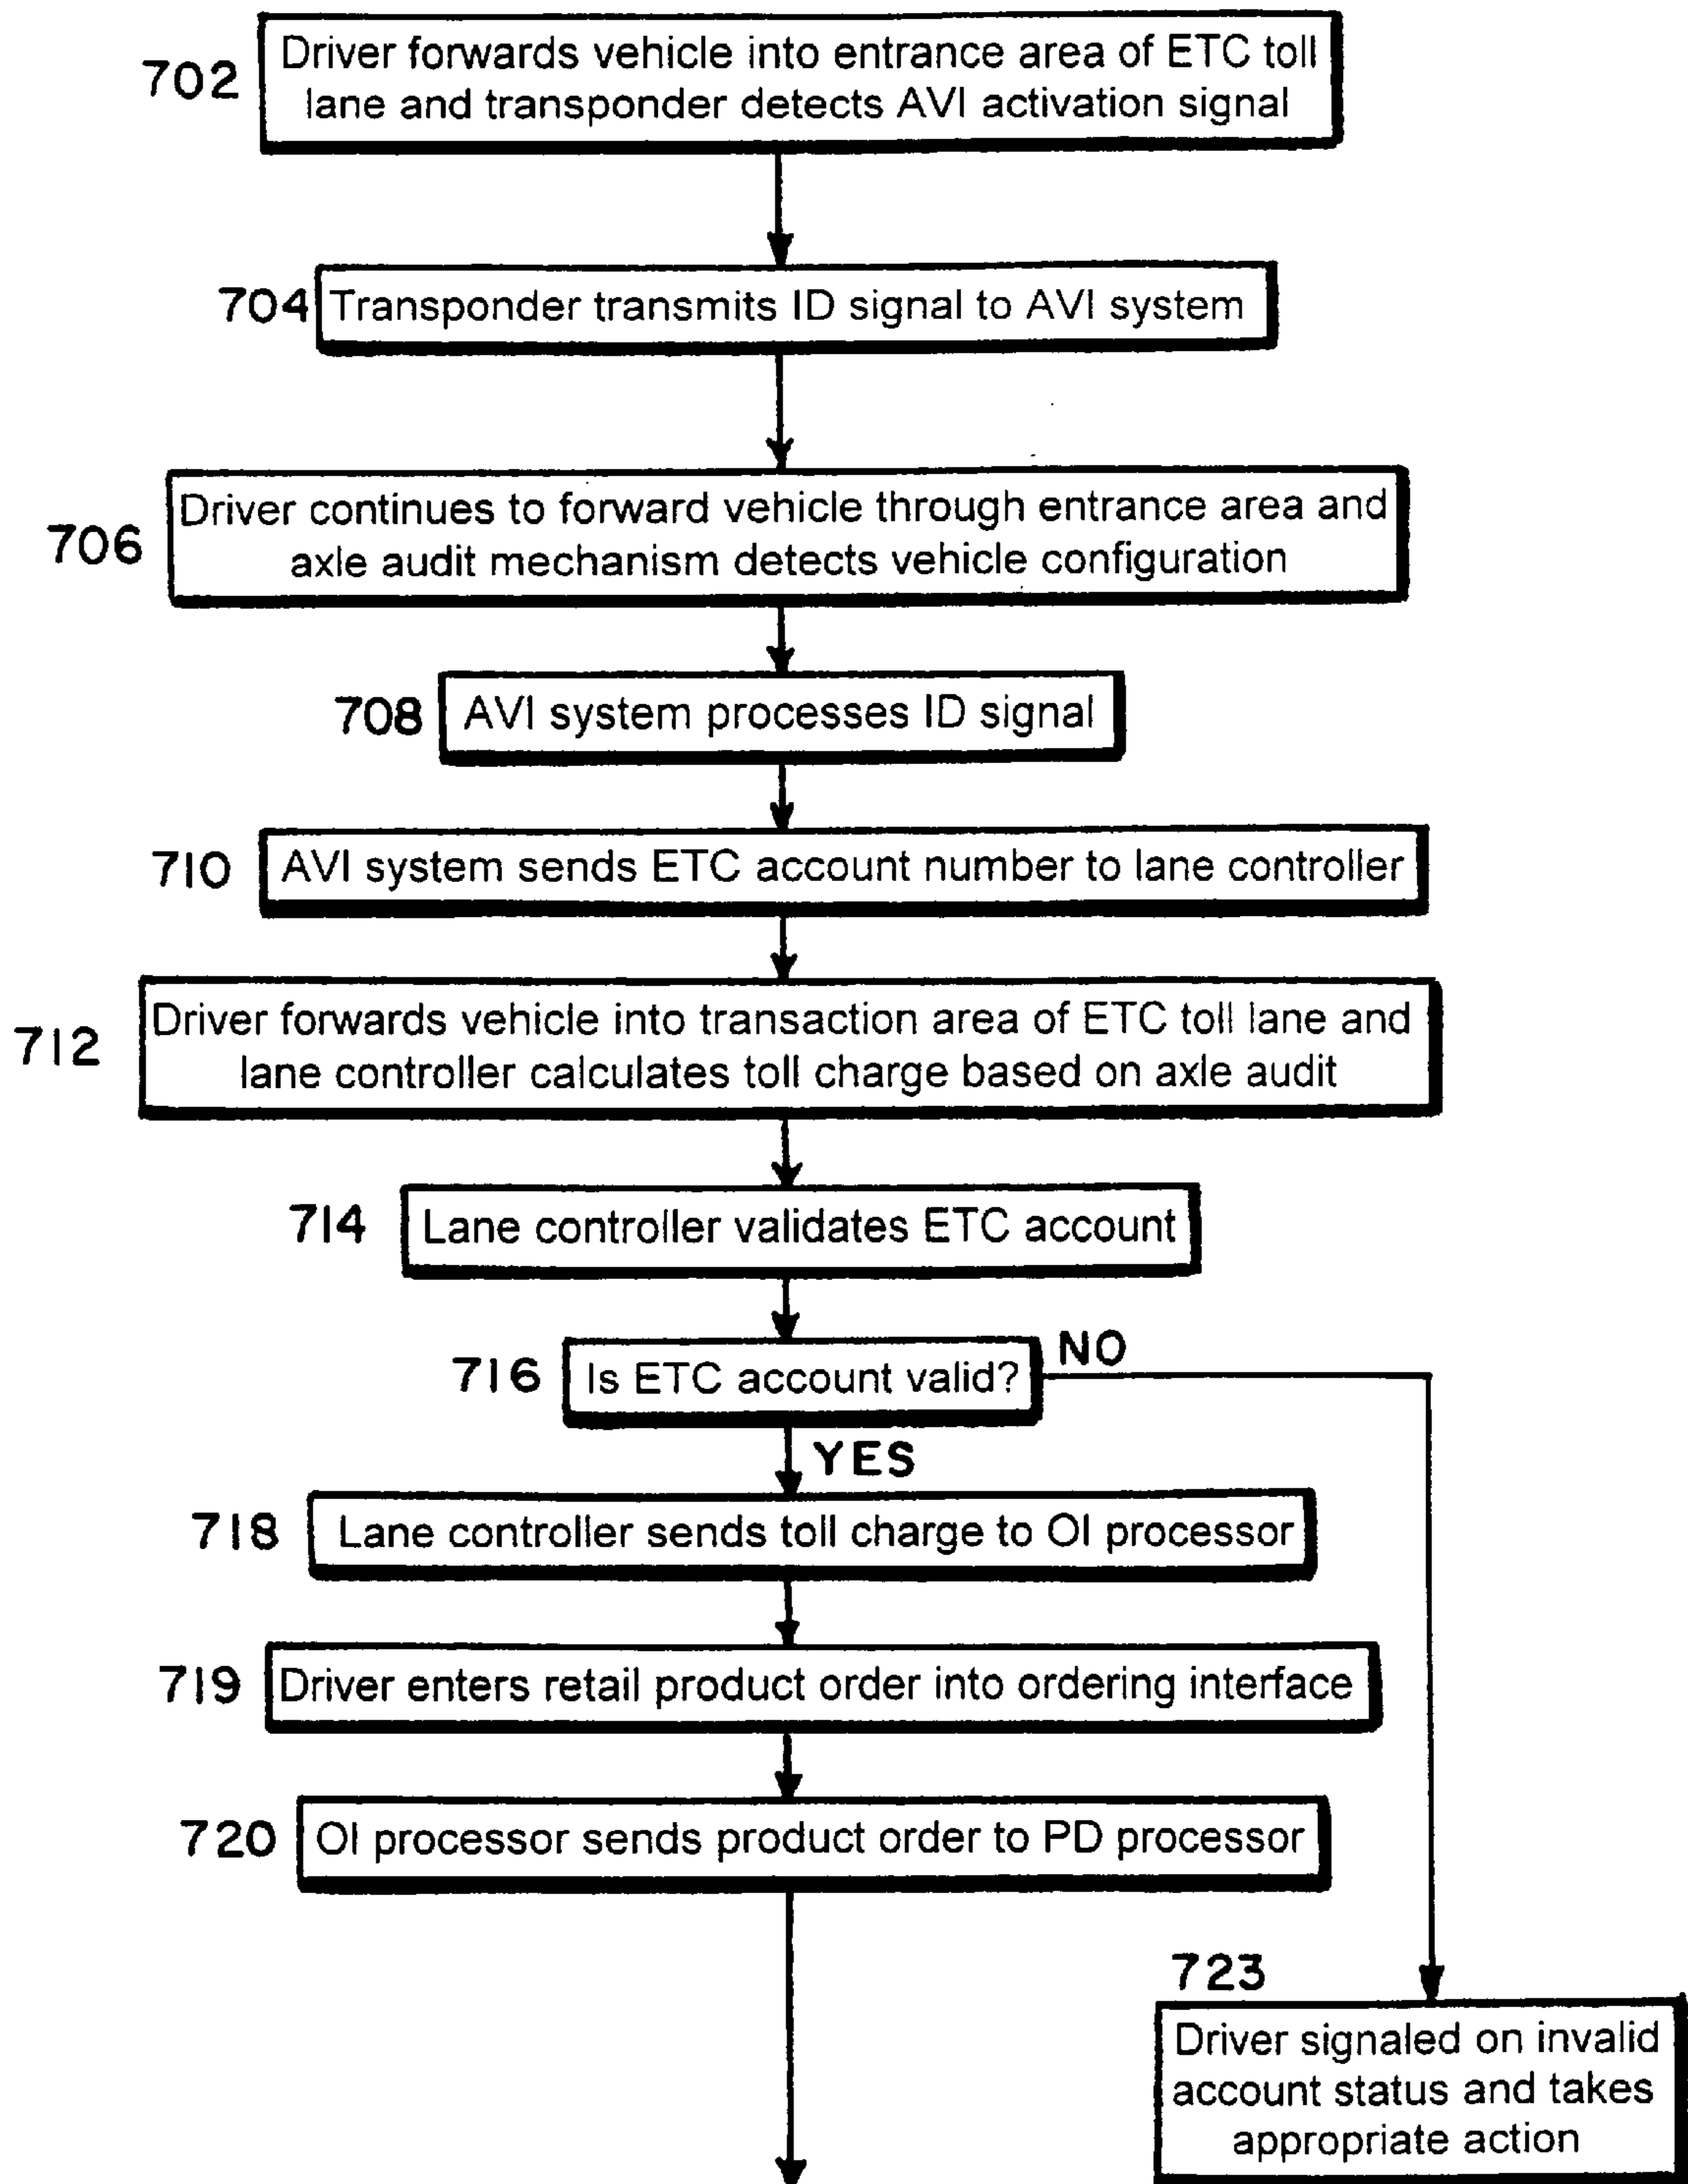 702
Driver forwards vehicle into entrance area of ETC toll
lane and transponder detects AVI activation signal
704
Transponder transmits ID signal to AVI system
706
Driver continues to forward vehicle through entrance area and
axle audit mechanism detects vehicle configuration
708
AVI system processes ID signal
710
AVI system sends ETC account number to lane controller
712
Driver forwards vehicle into transaction area of ETC toll lane and
lane controller calculates toll charge based on axle audit
714
Lane controller validates ETC account
716
Is ETC account valid?
NO
YES
718
Lane controller sends toll charge to OI processor
719
Driver enters retail product order into ordering interface
720
OI processor sends product order to PD processor
723
Driver signaled on invalid
account status and takes
appropriate action